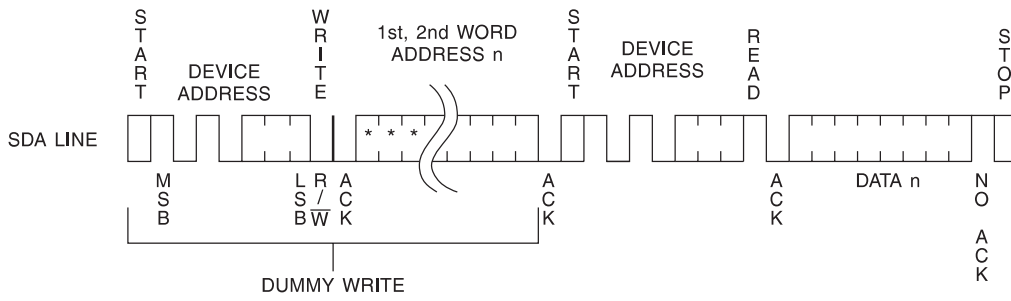 START
WRITE
1st, 2nd WORD
ADDRESS n
START
DEVICE
ADDRESS
READ
STOP
DEVICE
ADDRESS
SDA LINE
* * *
MSB
LSB
R/W̅
ACK
ACK
ACK
DATA n
NO ACK
DUMMY WRITE